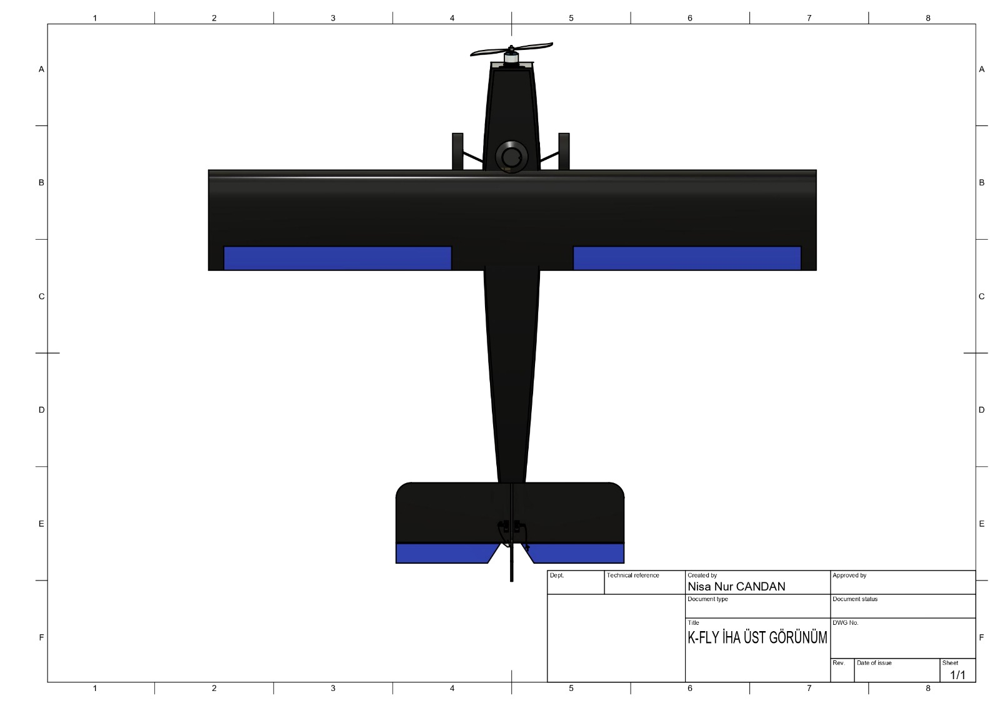 1 2 3 4 5 6 7 8
A A
B B
C C
D D
E E
Dept. Technical reference Created by Approved by
Nisa Nur CANDAN
Document type Document status
Title DWG No.
K-FLY İHA ÜST GÖRÜNÜM
F F
Rev. Date of issue Sheet
1/1
1 2 3 4 5 6 7 8